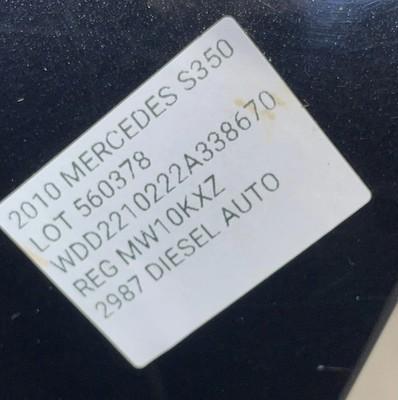 2010 MERCEDES S350
LOT 560378
WDD2210222A338670
REG MW10KXZ
2987 DIESEL AUTO